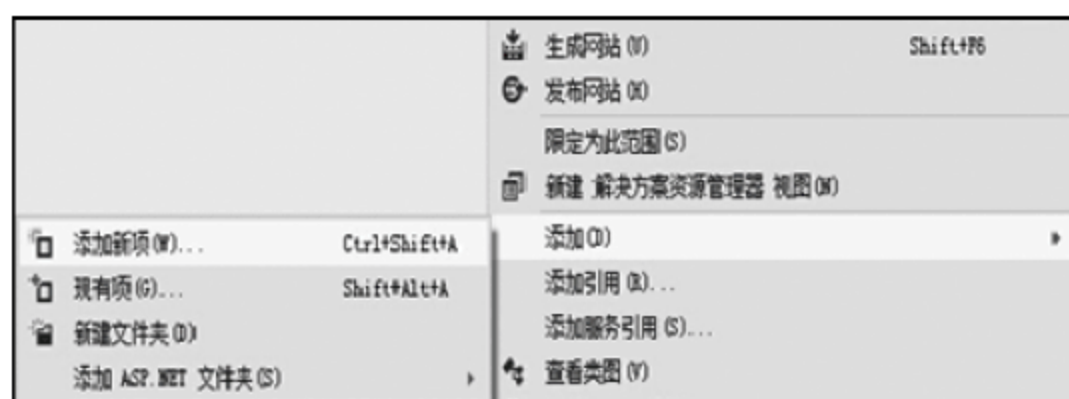 生成网站(U) Shift+F6
发布网站(H)
限定为此范围(S)
新建 解决方案资源管理器 视图(N)
添加(D)
添加引用(R)...
添加服务引用(S)...
查看类图(V)
添加新项(W)... Ctrl+Shift+A
现有项(G)... Shift+Alt+A
新建文件夹(D)
添加 ASP.NET 文件夹(S)